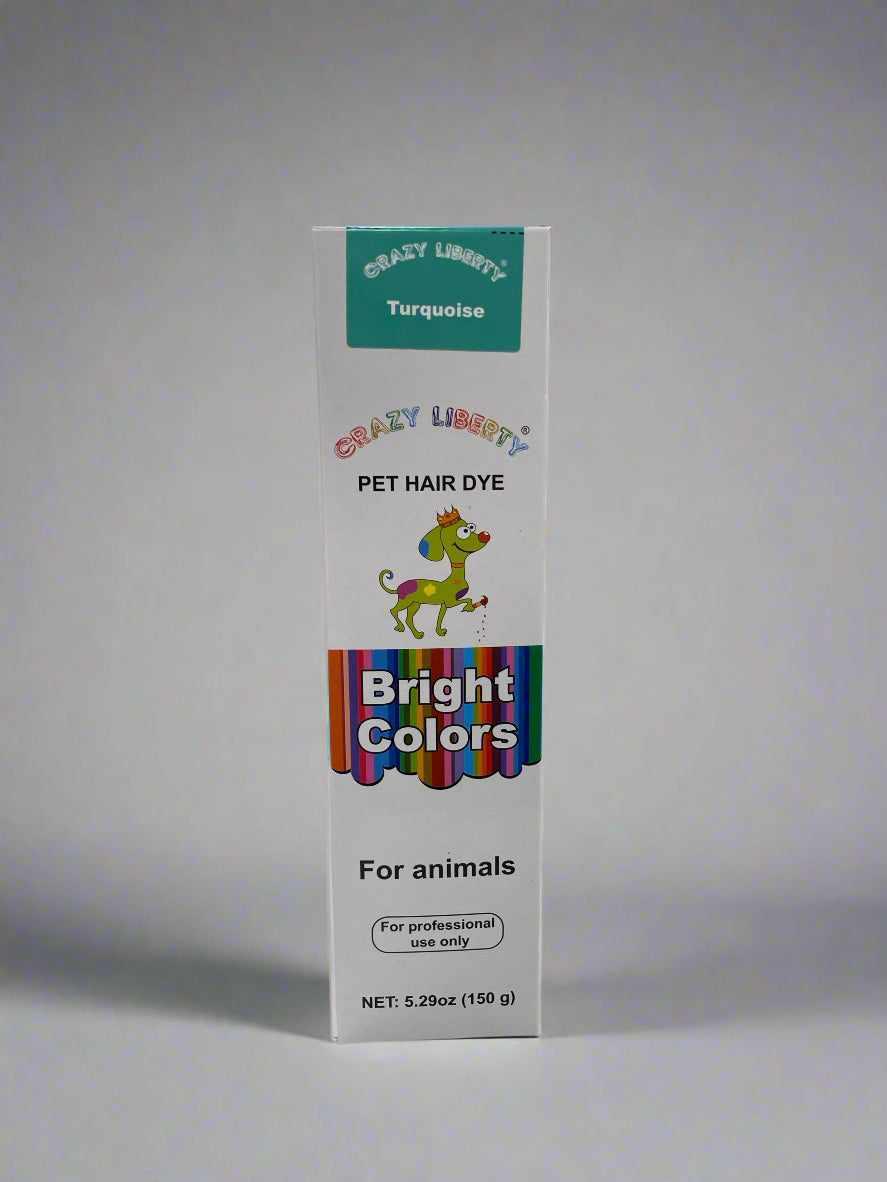 CRAZY LIBERTY®
Turquoise
CRAZY LIBERTY®
PET HAIR DYE
Bright
Colors
For animals
For professional
use only
NET: 5.29oz (150 g)